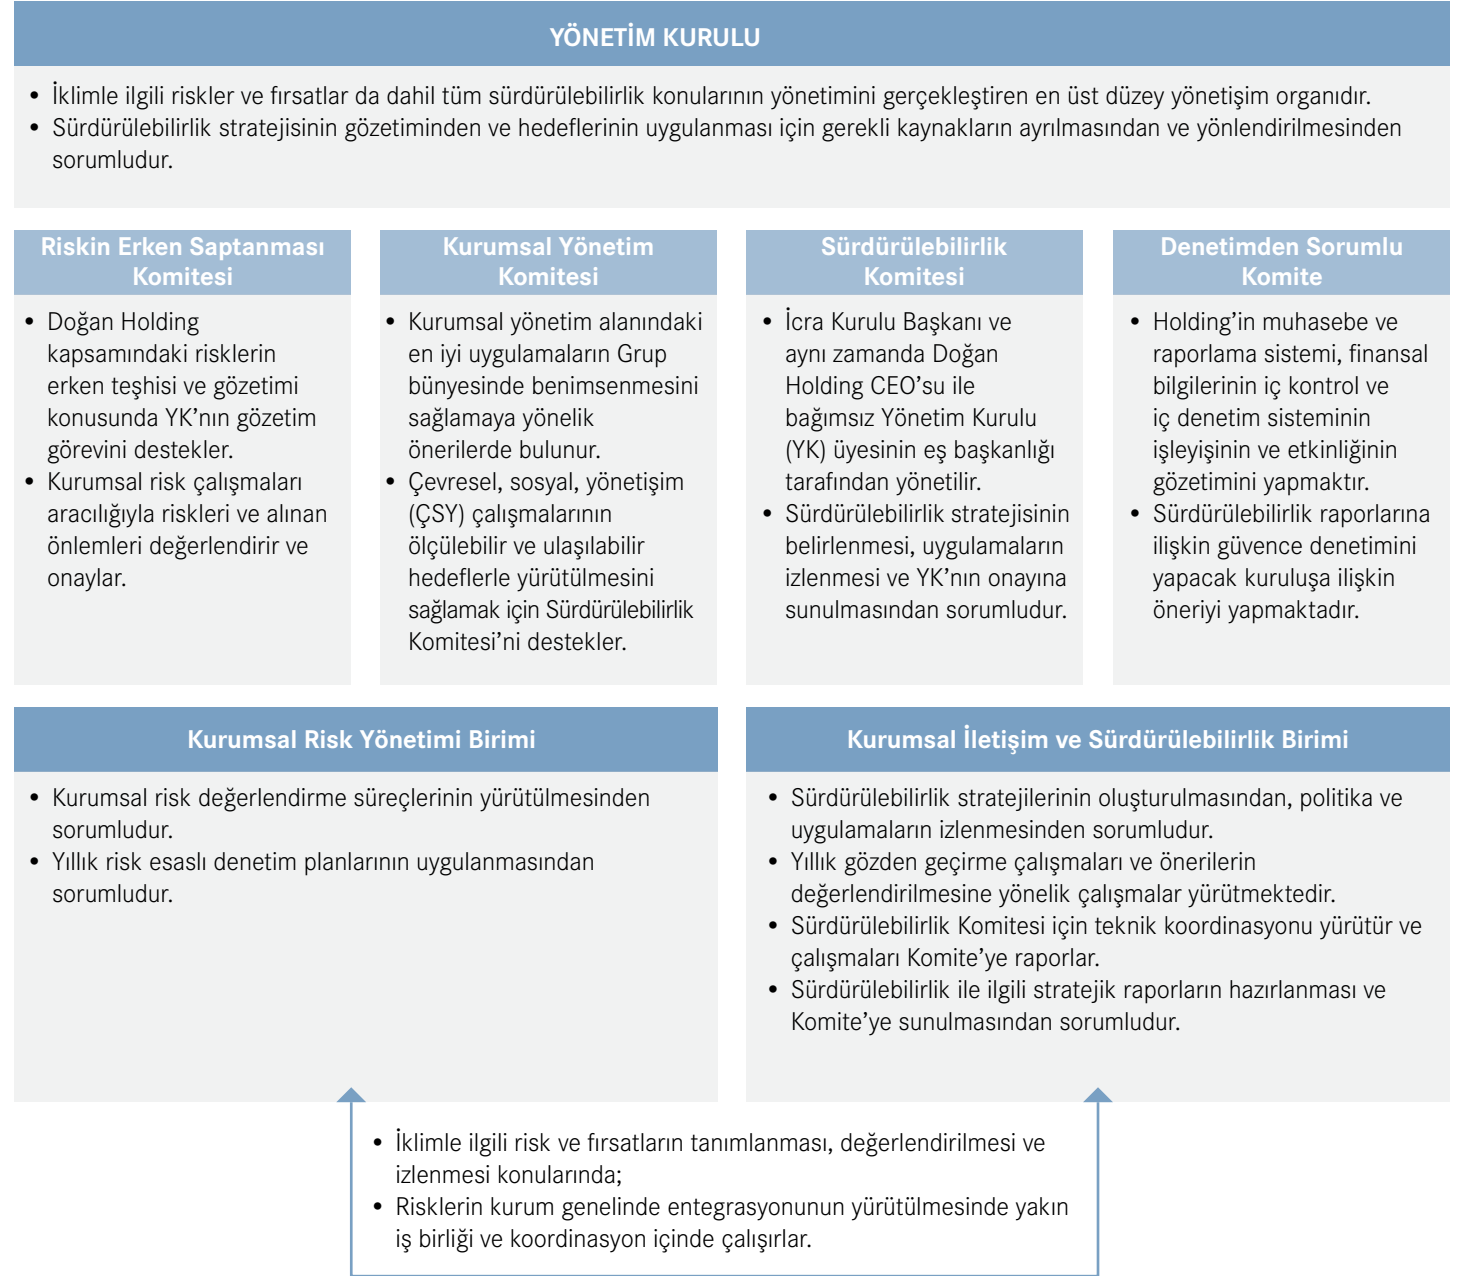 YÖNETİM KURULU
• İklimle ilgili riskler ve fırsatlar da dahil tüm sürdürülebilirlik konularının yönetimini gerçekleştiren en üst düzey yönetişim organıdır.
• Sürdürülebilirlik stratejisinin gözetiminden ve hedeflerinin uygulanması için gerekli kaynakların ayrılmasından ve yönlendirilmesinden
sorumludur.
Riskin Erken Saptanması
Komitesi
• Doğan Holding
kapsamındaki risklerin
erken teşhisi ve gözetimi
konusunda YK’nın gözetim
görevini destekler.
• Kurumsal risk çalışmaları
aracılığıyla riskleri ve alınan
önlemleri değerlendirir ve
onaylar.
Kurumsal Yönetim
Komitesi
• Kurumsal yönetim alanındaki
en iyi uygulamaların Grup
bünyesinde benimsenmesini
sağlamaya yönelik
önerilerde bulunur.
• Çevresel, sosyal, yönetişim
(ÇSY) çalışmalarının
ölçülebilir ve ulaşılabilir
hedeflerle yürütülmesini
sağlamak için Sürdürülebilirlik
Komitesi’ni destekler.
Sürdürülebilirlik
Komitesi
• İcra Kurulu Başkanı ve
aynı zamanda Doğan
Holding CEO’su ile
bağımsız Yönetim Kurulu
(YK) üyesinin eş başkanlığı
tarafından yönetilir.
• Sürdürülebilirlik stratejisinin
belirlenmesi, uygulamaların
izlenmesi ve YK’nın onayına
sunulmasından sorumludur.
Denetimden Sorumlu
Komite
• Holding’in muhasebe ve
raporlama sistemi, finansal
bilgilerinin iç kontrol ve
iç denetim sisteminin
işleyişinin ve etkinliğinin
gözetimini yapmaktır.
• Sürdürülebilirlik raporlarına
ilişkin güvence denetimini
yapacak kuruluşa ilişkin
öneriyi yapmaktadır.
Kurumsal Risk Yönetimi Birimi
• Kurumsal risk değerlendirme süreçlerinin yürütülmesinden
sorumludur.
• Yıllık risk esaslı denetim planlarının uygulanmasından
sorumludur.
Kurumsal İletişim ve Sürdürülebilirlik Birimi
• Sürdürülebilirlik stratejilerinin oluşturulmasından, politika ve
uygulamaların izlenmesinden sorumludur.
• Yıllık gözden geçirme çalışmaları ve önerilerin
değerlendirilmesine yönelik çalışmalar yürütmektedir.
• Sürdürülebilirlik Komitesi için teknik koordinasyonu yürütür ve
çalışmaları Komite’ye raporlar.
• Sürdürülebilirlik ile ilgili stratejik raporların hazırlanması ve
Komite’ye sunulmasından sorumludur.
• İklimle ilgili risk ve fırsatların tanımlanması, değerlendirilmesi ve
izlenmesi konularında;
• Risklerin kurum genelinde entegrasyonunun yürütülmesinde yakın
iş birliği ve koordinasyon içinde çalışırlar.